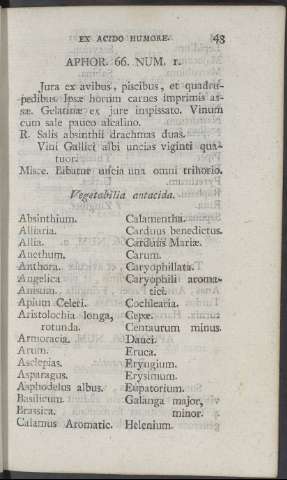 EX ACIDO HUMORE. 43
APHOR. 66. NUM. 1.
Jura ex avibus, piscibus, et quadru-
pedibus. Ipsæ horum carnes imprimis as-
sæ. Gelatinæ ex jure inspissato. Vinum
cum sale pauco alcalino.
R. Salis absinthii drachmas duas.
Vini Gallici albi uncias viginti qua-
tuor.
Misce. Bibatur uncia una omni trihorio.
Vegetabilia antacida.
Absinthium.
Alliaria.
Allia.
Anethum.
Anthora.
Angelica
Anisum.
Apium Celeri.
Aristolochia longa,
rotunda.
Armoracia.
Arum.
Asclepias.
Asparagus.
Asphodelus albus.
Basilicum.
Brassica.
Calamus Aromatic.
Calamentha.
Carduus benedictus.
Carduus Mariæ.
Carum.
Caryophillata.
Caryophili aroma-
tici.
Cochlearia.
Cepæ.
Centaurum minus.
Dauci.
Eruca.
Eryngium.
Erysimum.
Eupatorium.
Galanga major,
minor.
Helenium.